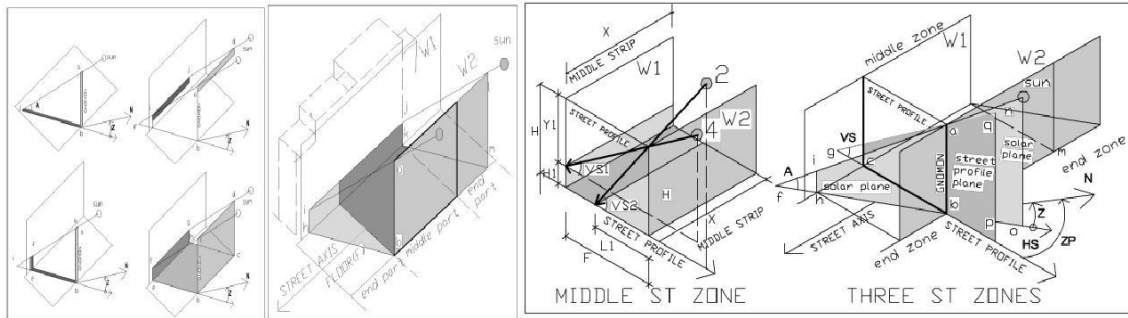 sun
A
N
Z
sun
N
Z
sun
N
Z
sun
N
Z
W1
W2
sun
STREET AXIS
FLOOR(F)
end part
middle part
end part
X
MIDDLE STRIP
W1
2
W2
4
STREET PROFILE
H
Y1
H1
VS1
VS2
H
X
MIDDLE STRIP
L1
F
STREET PROFILE
MIDDLE ST ZONE
middle zone
W1
W2
sun
STREET PROFILE
VS
g
a
q
n
m
A
i
c
f
h
solar plane
GNOMON
street
profile
plane
solar
plane
end zone
N
b
p
o
Z
HS
ZP
STREET AXIS
end zone
STREET PROFILE
THREE ST ZONES